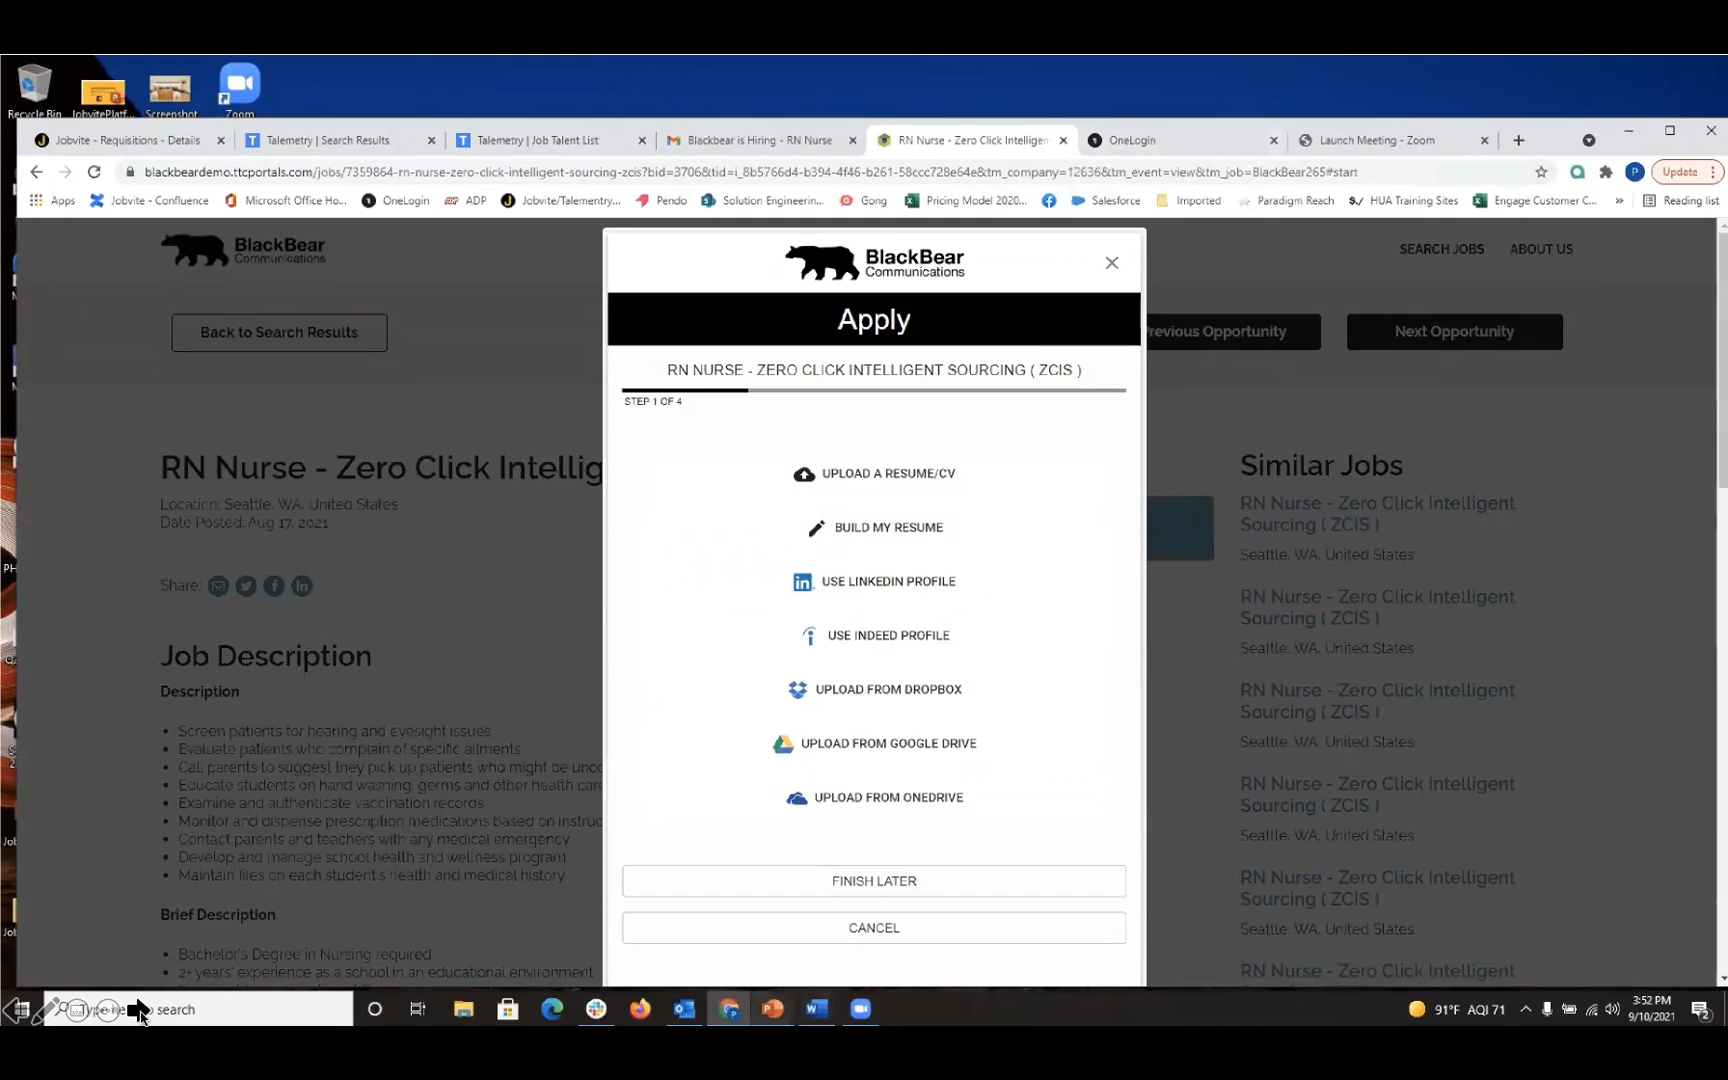 Recycle Bin
JobvitePlatf...
Screenshot
Zoom
Jobvite - Requisitions - Details
Talemetry | Search Results
Talemetry | Job Talent List
Blackbear is Hiring - RN Nurse
RN Nurse - Zero Click Intelligen
OneLogin
Launch Meeting - Zoom
blackbeardemo.ttcportals.com/jobs/7359864-rn-nurse-zero-click-intelligent-sourcing-zcis?bid=3706&tid=i_8b5766d4-b394-4f46-b261-58ccc728e64e&tm_company=12636&tm_event=view&tm_job=BlackBear265#start
P
Update
Apps
Jobvite - Confluence
Microsoft Office Ho...
OneLogin
ADP
Jobvite/Talementry...
Pendo
Solution Engineerin...
Gong
Pricing Model 2020...
Salesforce
Imported
Paradigm Reach
HUA Training Sites
Engage Customer C...
»
Reading list
BlackBear
Communications
SEARCH JOBS
ABOUT US
BlackBear
Communications
Apply
Back to Search Results
revious Opportunity
Next Opportunity
RN NURSE - ZERO CLICK INTELLIGENT SOURCING ( ZCIS )
STEP 1 OF 4
RN Nurse - Zero Click Intellig
Location: Seattle, WA, United States
Date Posted: Aug 17, 2021
Share:
Job Description
Description
• Screen patients for hearing and eyesight issues
• Evaluate patients who complain of specific ailments
• Call parents to suggest they pick up patients who might be unco
• Educate students on hand washing, germs and other health care
• Examine and authenticate vaccination records
• Monitor and dispense prescription medications based on instruc
• Contact parents and teachers with any medical emergency
• Develop and manage school health and wellness program
• Maintain files on each student's health and medical history
Brief Description
• Bachelor's Degree in Nursing required
• 2+ years' experience as a school in an educational environment
UPLOAD A RESUME/CV
BUILD MY RESUME
in USE LINKEDIN PROFILE
USE INDEED PROFILE
UPLOAD FROM DROPBOX
UPLOAD FROM GOOGLE DRIVE
UPLOAD FROM ONEDRIVE
FINISH LATER
CANCEL
Similar Jobs
RN Nurse - Zero Click Intelligent
Sourcing ( ZCIS )
Seattle, WA, United States
RN Nurse - Zero Click Intelligent
Sourcing ( ZCIS )
Seattle, WA, United States
RN Nurse - Zero Click Intelligent
Sourcing ( ZCIS )
Seattle, WA, United States
RN Nurse - Zero Click Intelligent
Sourcing ( ZCIS )
Seattle, WA, United States
RN Nurse - Zero Click Intelligent
Sourcing ( ZCIS )
Seattle, WA, United States
RN Nurse - Zero Click Intelligent
search
91°F AQI 71
3:52 PM
9/10/2021
2